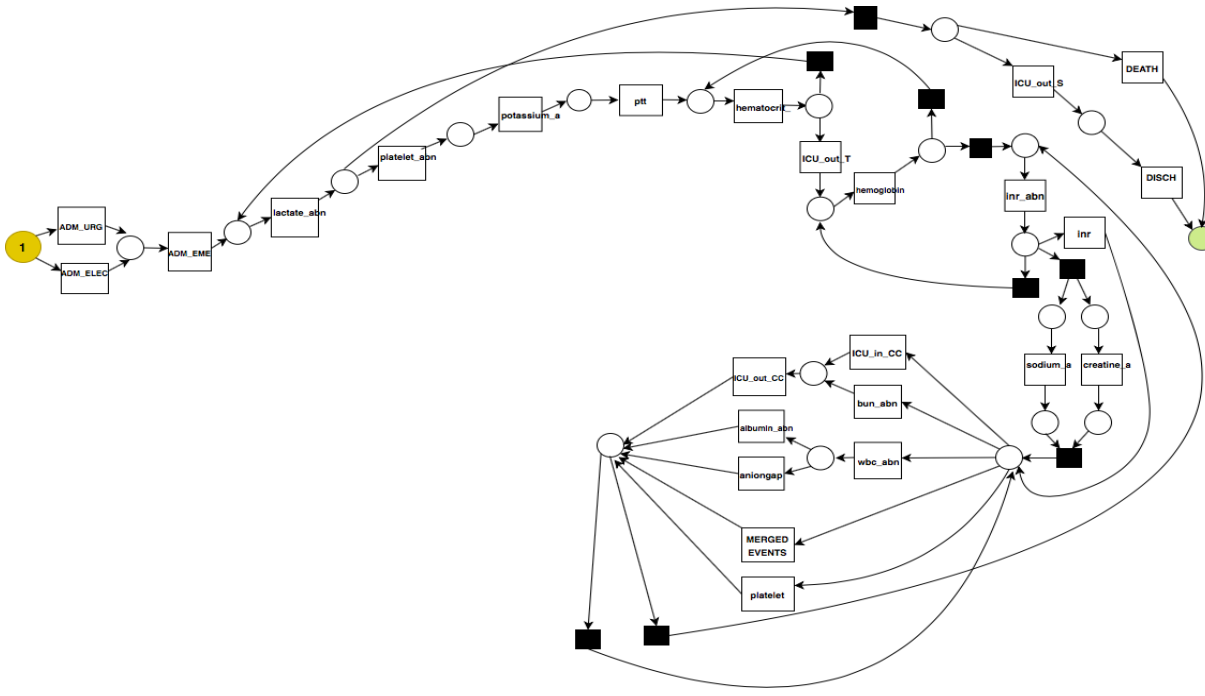 DEATH
ICU_out_S
ptt
hematocrit_
potassium_a
platelet_abn
ICU_out_T
hemoglobin
DISCH
inr_abn
lactate_abn
ADM_URG
1
ADM_EME
ADM_ELEC
inr
ICU_in_CC
sodium_a
creatine_a
ICU_out_CC
bun_abn
albumin_abn
wbc_abn
aniongap
MERGED
EVENTS
platelet